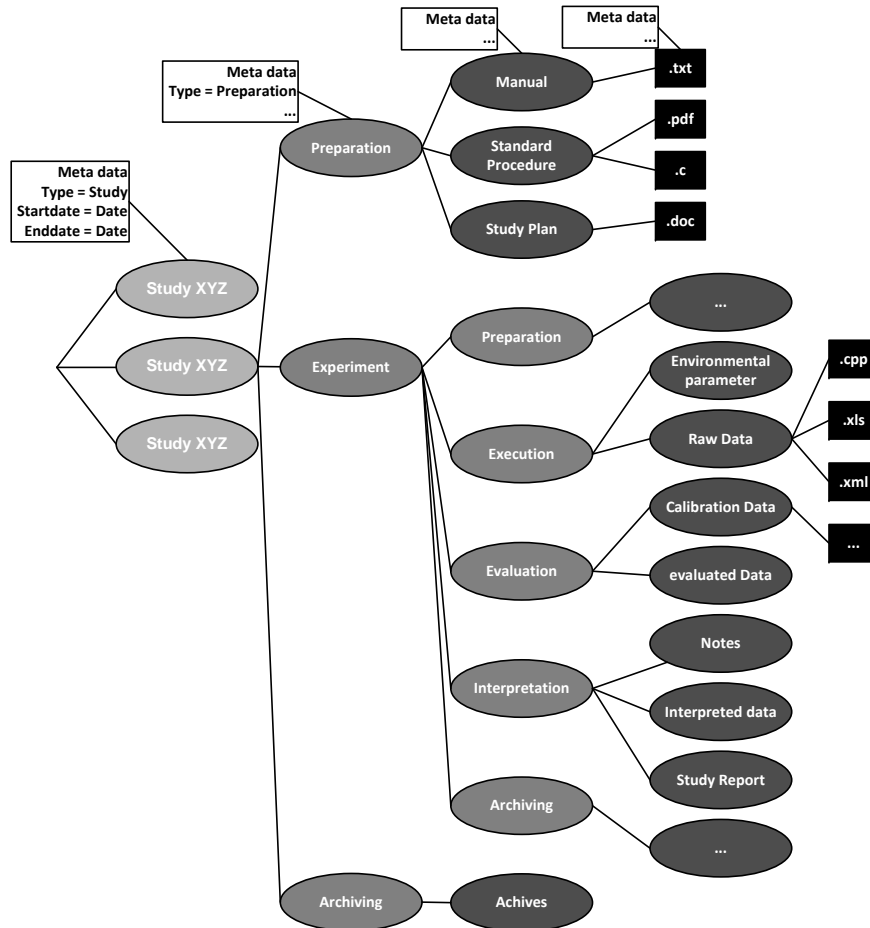 Meta data
...
Meta data
...
Meta data
Type = Preparation
...
Manual
.txt
.pdf
Preparation
Standard
Procedure
.c
Meta data
Type = Study
Startdate = Date
Enddate = Date
Study Plan
.doc
Study XYZ
...
Preparation
Study XYZ
Experiment
Environmental
parameter
.cpp
Study XYZ
Execution
Raw Data
.xls
.xml
Calibration Data
...
Evaluation
evaluated Data
Notes
Interpretation
Interpreted data
Study Report
Archiving
...
Archiving
Achives